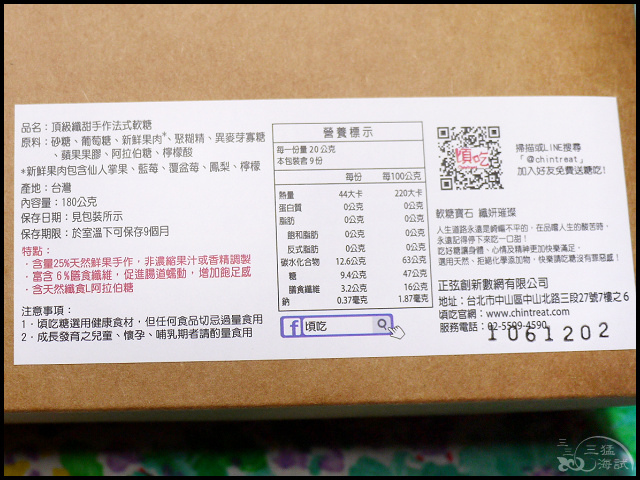 品名：頂級纖甜手作法式軟糖
原料：砂糖、葡萄糖、新鮮果肉*、聚糊精、異麥芽寡糖
、蘋果果膠、阿拉伯糖、檸檬酸
*新鮮果肉包含仙人掌果、藍莓、覆盆莓、鳳梨、檸檬
產地：台灣
內容量：180公克
保存日期：見包裝所示
保存期限：於室溫下可保存9個月
特點：
・含量25%天然鮮果手作，非濃縮果汁或香精調製
・富含６%膳食纖維，促進腸道蠕動，增加飽足感
・含天然纖食L阿拉伯糖
注意事項：
1．頃吃糖選用健康食材，但任何食品切忌過量食用
2．成長發育之兒童、懷孕、哺乳期者請酌量食用
營養標示
每一份量 20 公克
本包裝含 9 份
每份 每100公克
熱量 44大卡 220大卡
蛋白質 0公克 0公克
脂肪 0公克 0公克
飽和脂肪 0公克 0公克
反式脂肪 0公克 0公克
碳水化合物 12.6公克 63公克
糖 9.4公克 47公克
膳食纖維 3.2公克 16公克
鈉 0.37毫克 1.87毫克
f 頃吃
頃吃
掃描或LINE搜尋
「@chintreat」
加入好友免費送糖吃!
軟糖寶石 纖妍璀璨
人生道路永遠是崎嶇不平的，在品嚐人生的酸苦時，
永遠記得停下來吃一口甜！
吃好糖讓身體、心情及精神更加快樂滿足，
選用天然、拒絕化學添加物，快樂請吃糖沒有罪惡感！
正弦創新數網有限公司
地址：台北市中山區中山北路三段27號7樓之６
頃吃官網：www.chintreat.com
服務電話：02-5599-4590
1061202
三猛
海試